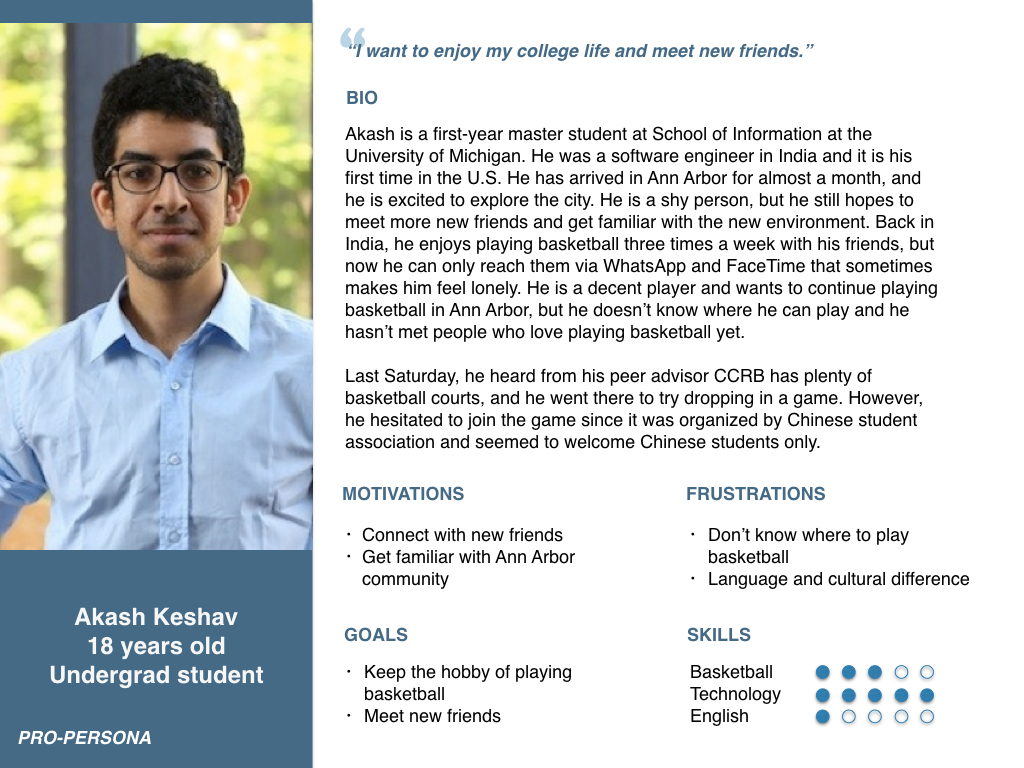 “I want to enjoy my college life and meet new friends.”
BIO
Akash is a first-year master student at School of Information at the
University of Michigan. He was a software engineer in India and it is his
first time in the U.S. He has arrived in Ann Arbor for almost a month, and
he is excited to explore the city. He is a shy person, but he still hopes to
meet more new friends and get familiar with the new environment. Back in
India, he enjoys playing basketball three times a week with his friends, but
now he can only reach them via WhatsApp and FaceTime that sometimes
makes him feel lonely. He is a decent player and wants to continue playing
basketball in Ann Arbor, but he doesn’t know where he can play and he
hasn’t met people who love playing basketball yet.
Last Saturday, he heard from his peer advisor CCRB has plenty of
basketball courts, and he went there to try dropping in a game. However,
he hesitated to join the game since it was organized by Chinese student
association and seemed to welcome Chinese students only.
MOTIVATIONS
· Connect with new friends
· Get familiar with Ann Arbor
community
FRUSTRATIONS
· Don’t know where to play
basketball
· Language and cultural difference
GOALS
· Keep the hobby of playing
basketball
· Meet new friends
SKILLS
Basketball
Technology
English
Akash Keshav
18 years old
Undergrad student
PRO-PERSONA